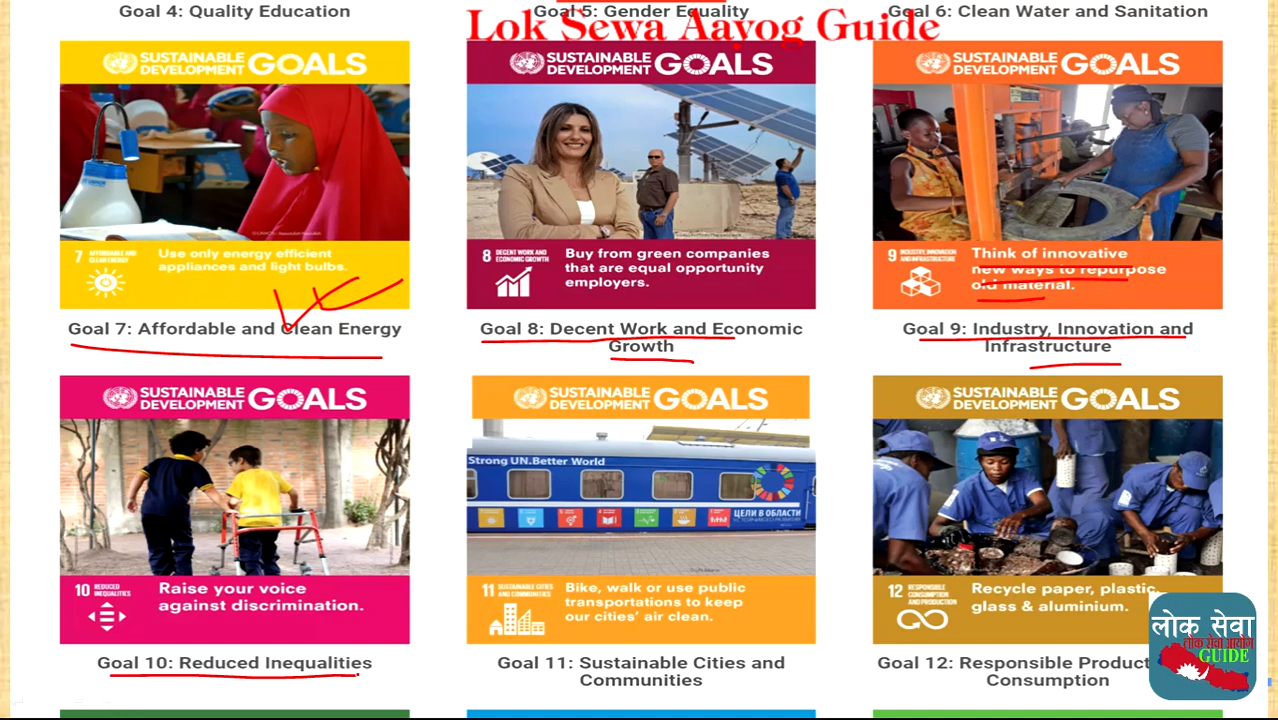 Goal 4: Quality Education
Goal 5: Gender Equality
Goal 6: Clean Water and Sanitation
Lok Sewa Aayog Guide
SUSTAINABLE
DEVELOPMENT GOALS
7 AFFORDABLE AND
CLEAN ENERGY
Use only energy efficient
appliances and light bulbs.
Goal 7: Affordable and Clean Energy
SUSTAINABLE
DEVELOPMENT GOALS
8 DECENT WORK AND
ECONOMIC GROWTH
Buy from green companies
that are equal opportunity
employers.
Goal 8: Decent Work and Economic
Growth
SUSTAINABLE
DEVELOPMENT GOALS
9 INDUSTRY, INNOVATION
AND INFRASTRUCTURE
Think of innovative
new ways to repurpose
old material.
Goal 9: Industry, Innovation and
Infrastructure
SUSTAINABLE
DEVELOPMENT GOALS
10 REDUCED
INEQUALITIES
Raise your voice
against discrimination.
Goal 10: Reduced Inequalities
SUSTAINABLE
DEVELOPMENT GOALS
Strong UN.Better World
ЦЕЛИ В ОБЛАСТИ
11 SUSTAINABLE CITIES
AND COMMUNITIES
Bike, walk or use public
transportations to keep
our cities' air clean.
Goal 11: Sustainable Cities and
Communities
SUSTAINABLE
DEVELOPMENT GOALS
12 RESPONSIBLE
CONSUMPTION
AND PRODUCTION
Recycle paper, plastic,
glass & aluminium.
Goal 12: Responsible Product
Consumption
लोक सेवा
लोक सेवा आयोग
GUIDE